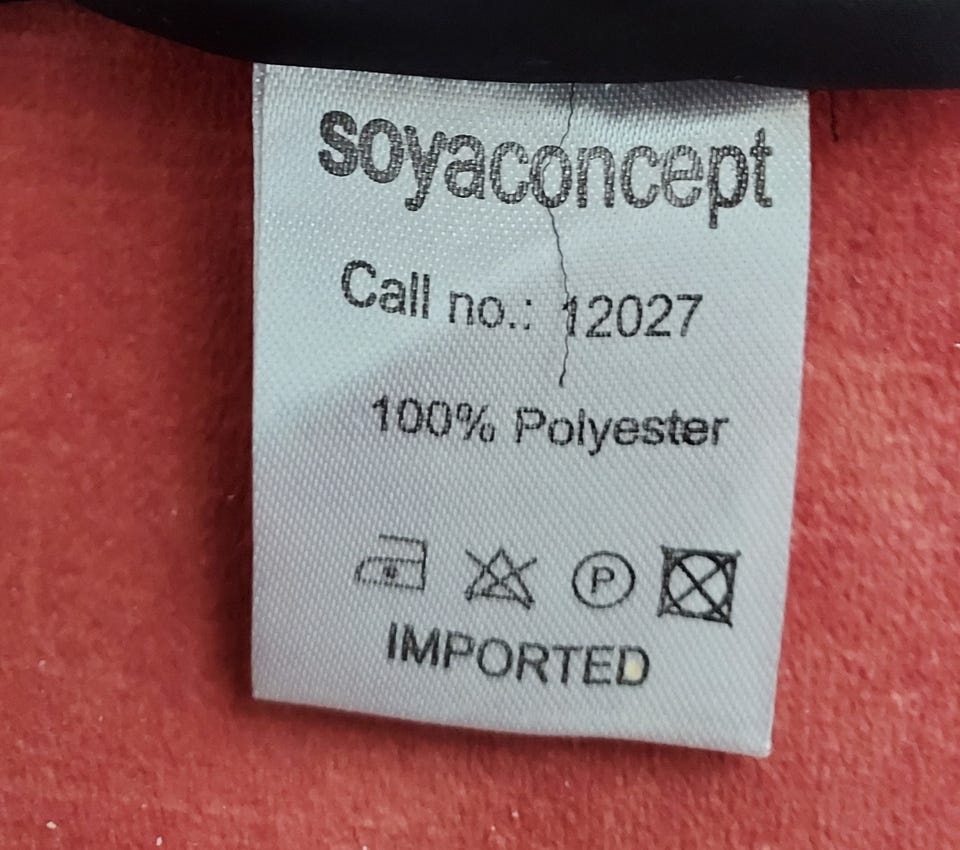 soyaconcept
Call no.: 12027
100% Polyester
P
IMPORTED